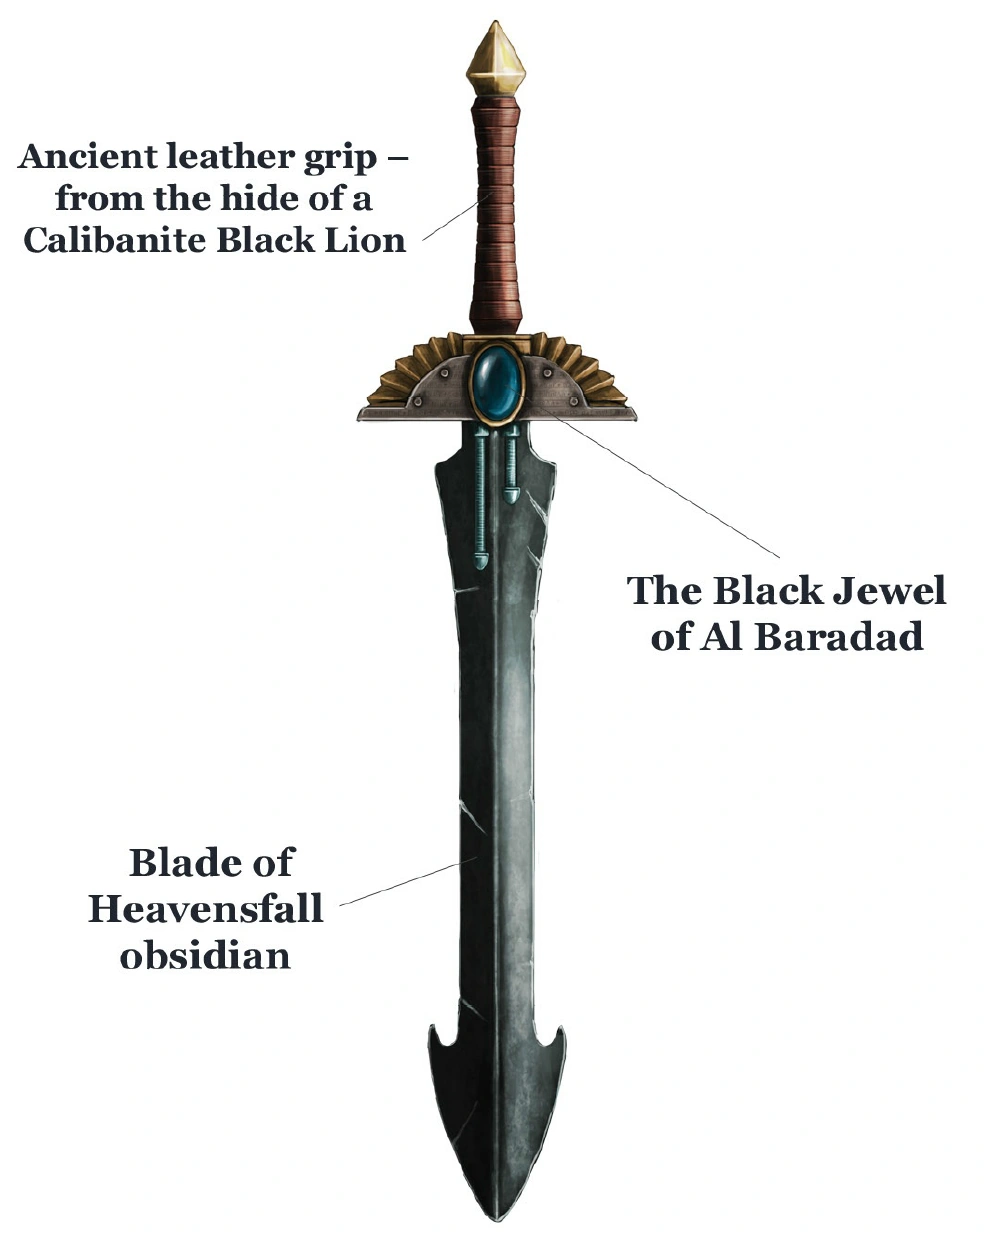 Ancient leather grip –
from the hide of a
Calibanite Black Lion
The Black Jewel
of Al Baradad
Blade of
Heavensfall
obsidian